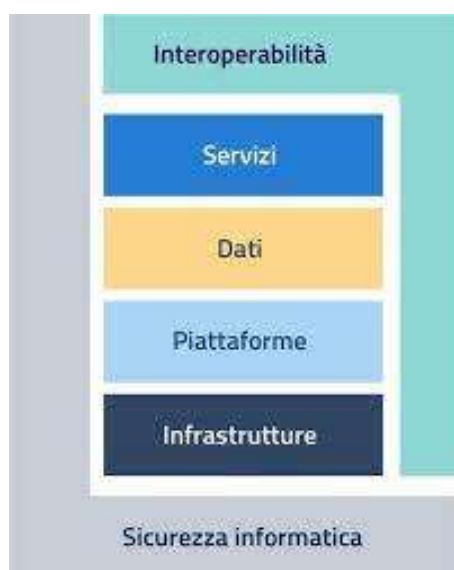 Interoperabilità
Servizi
Dati
Piattaforme
Infrastrutture
Sicurezza informatica